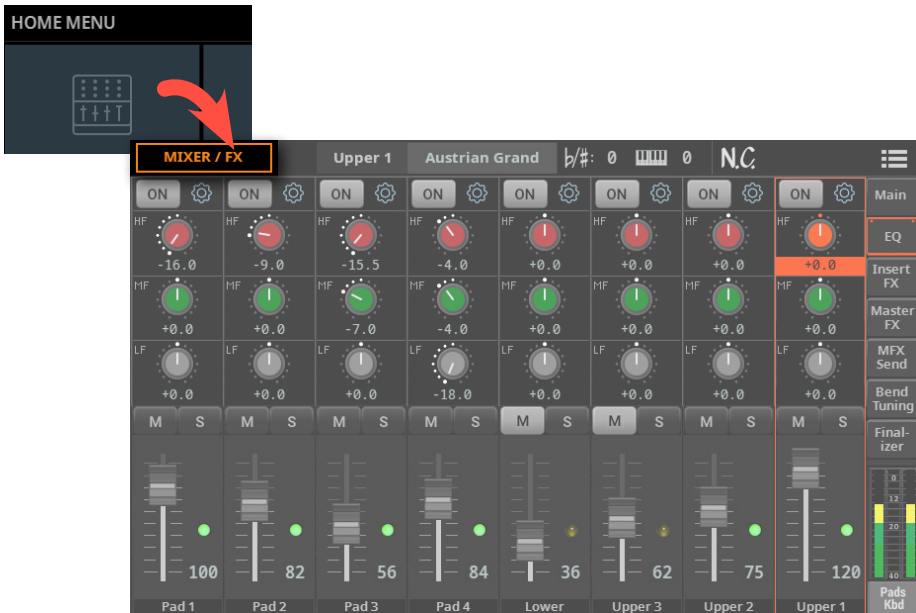 HOME MENU
MIXER / FX
Upper 1
Austrian Grand
b/#: 0
0
N.C.
ON ON ON ON ON ON ON ON
Main
HF HF HF HF HF HF HF HF
EQ
-16.0 -9.0 -15.5 -4.0 +0.0 +0.0 +0.0 +0.0
Insert
FX
MF MF MF MF MF MF MF MF
Master
FX
+0.0 +0.0 -7.0 -4.0 +0.0 +0.0 +0.0 +0.0
LF LF LF LF LF LF LF LF
MFX
Send
+0.0 +0.0 +0.0 -18.0 +0.0 +0.0 +0.0 +0.0
Bend
Tuning
M S M S M S M S M S M S M S M S
Final-
izer
0
12
20
40
100 82 56 84 36 62 75 120
Pad 1 Pad 2 Pad 3 Pad 4 Lower Upper 3 Upper 2 Upper 1
Pads
Kbd